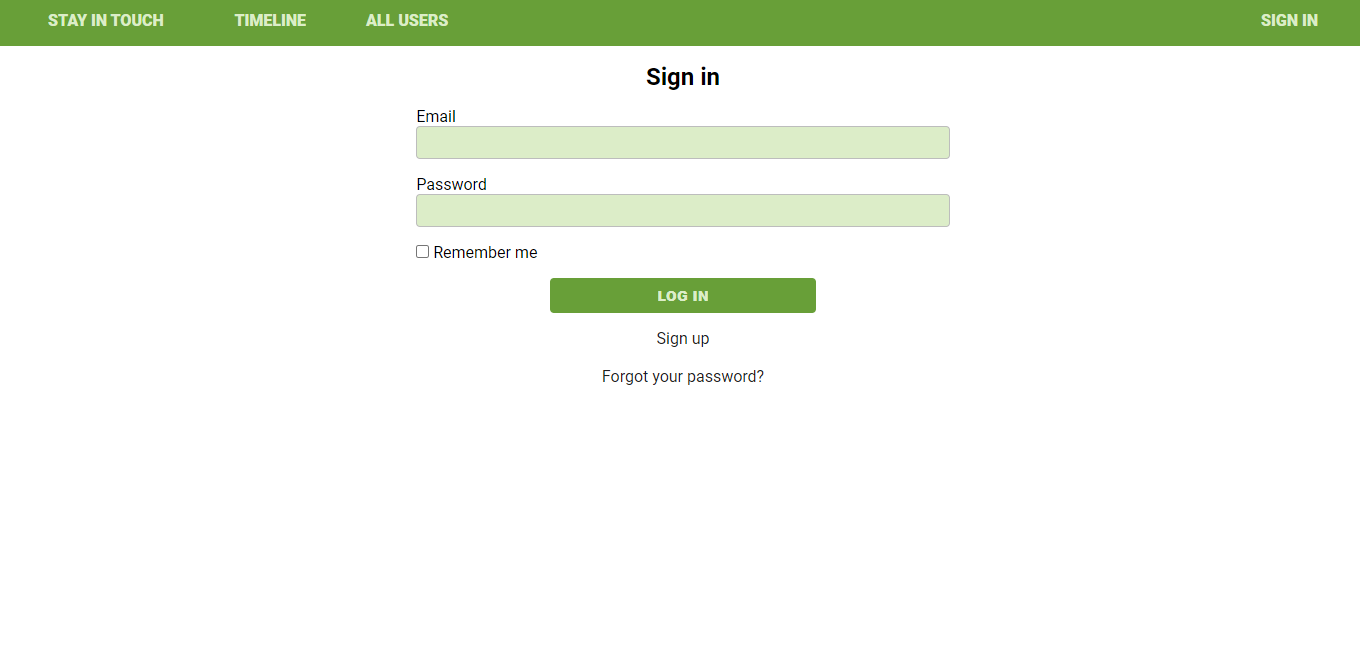 STAY IN TOUCH TIMELINE ALL USERS SIGN IN
Sign in
Email
Password
Remember me
LOG IN
Sign up
Forgot your password?